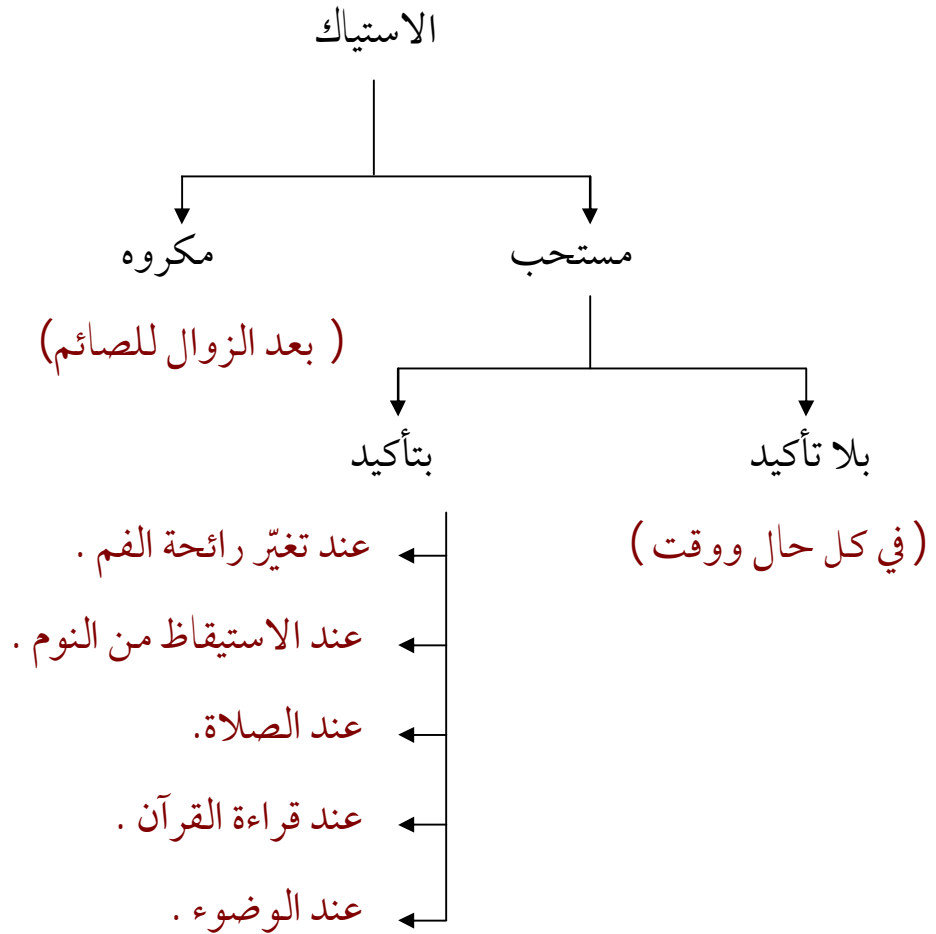 الاستياك
مستحب
مكروه
( بعد الزوال للصائم)
بلا تأكيد
بتأكيد
( في كل حال ووقت )
عند تغيّر رائحة الفم .
عند الاستيقاظ من النوم .
عند الصلاة.
عند قراءة القرآن .
عند الوضوء .